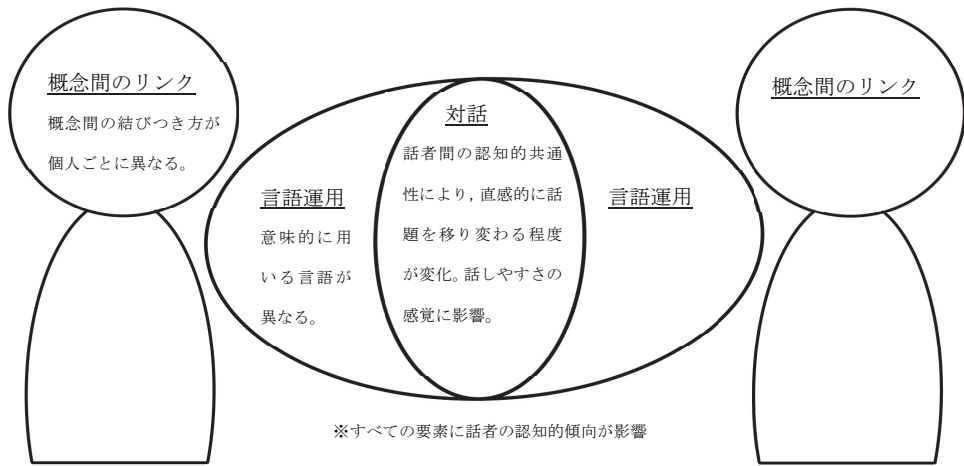 概念間のリンク
概念間の結びつき方が
個人ごとに異なる。
言語運用
意味的に用
いる言語が
異なる。
対話
話者間の認知的共通
性により,直感的に話
題を移り変わる程度
が変化。話しやすさの
感覚に影響。
言語運用
概念間のリンク
※すべての要素に話者の認知的傾向が影響